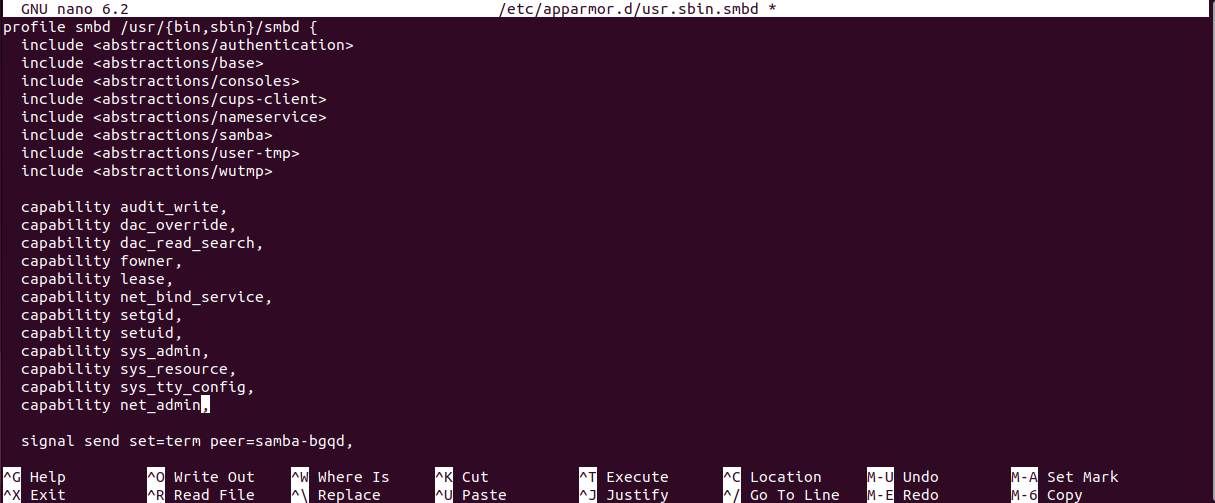 GNU nano 6.2 /etc/apparmor.d/usr.sbin.smbd *
profile smbd /usr/{bin,sbin}/smbd {
  include <abstractions/authentication>
  include <abstractions/base>
  include <abstractions/consoles>
  include <abstractions/cups-client>
  include <abstractions/nameservice>
  include <abstractions/samba>
  include <abstractions/user-tmp>
  include <abstractions/wutmp>

  capability audit_write,
  capability dac_override,
  capability dac_read_search,
  capability fowner,
  capability lease,
  capability net_bind_service,
  capability setgid,
  capability setuid,
  capability sys_admin,
  capability sys_resource,
  capability sys_tty_config,
  capability net_admin,

  signal send set=term peer=samba-bgqd,

^G Help ^O Write Out ^W Where Is ^K Cut ^T Execute ^C Location M-U Undo M-A Set Mark
^X Exit ^R Read File ^\ Replace ^U Paste ^J Justify ^/ Go To Line M-E Redo M-6 Copy